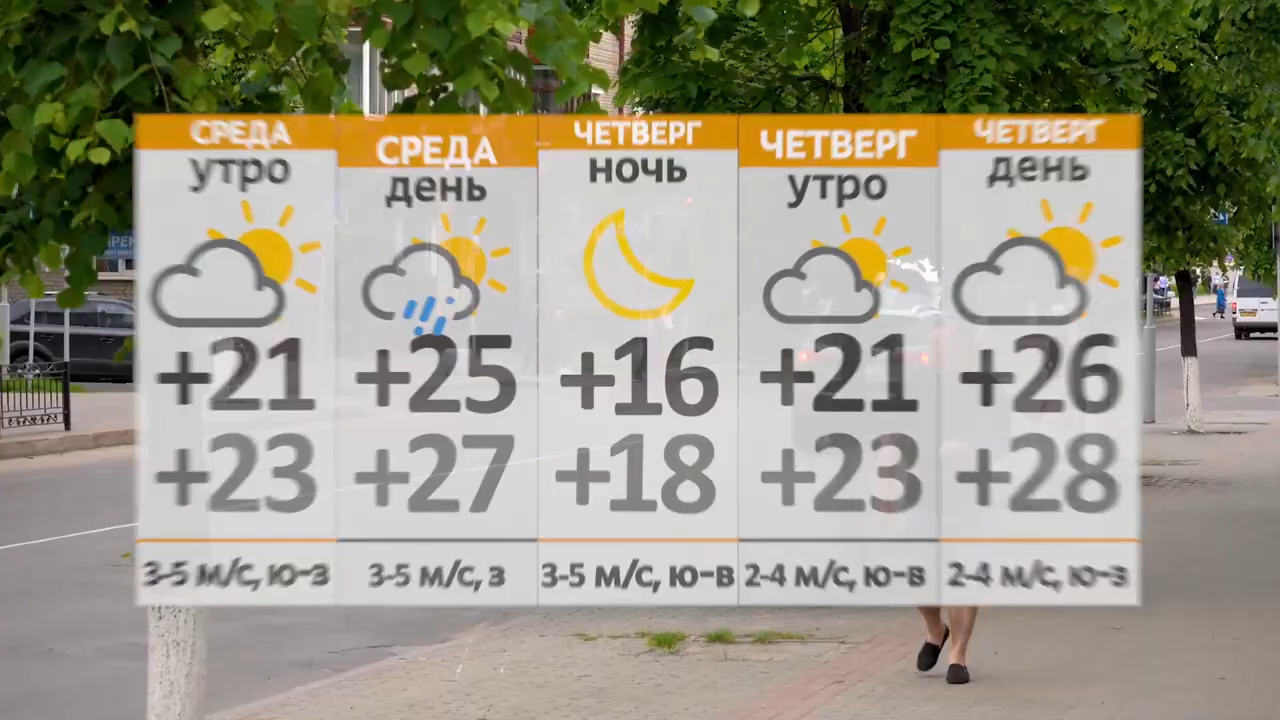 СРЕДА
утро
+21
+23
3-5 м/с, ю-з
СРЕДА
день
+25
+27
3-5 м/с, з
ЧЕТВЕРГ
ночь
+16
+18
3-5 м/с, ю-в
ЧЕТВЕРГ
утро
+21
+23
2-4 м/с, ю-в
ЧЕТВЕРГ
день
+26
+28
2-4 м/с, ю-з